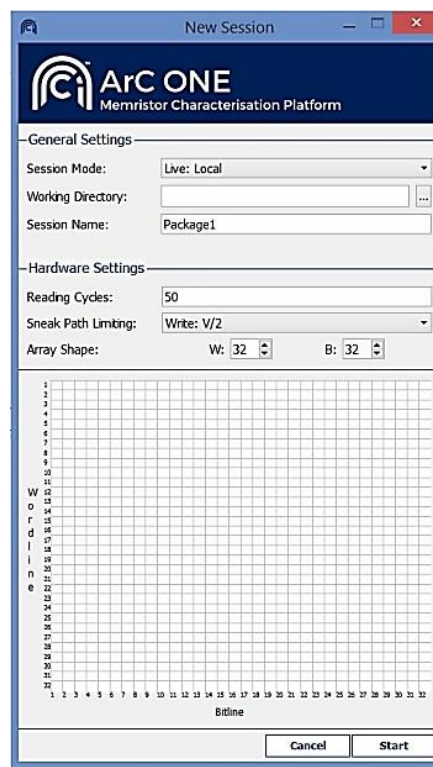 New Session
ArC ONE
Memristor Characterisation Platform
General Settings
Session Mode: Live: Local
Working Directory: ...
Session Name: Package1
Hardware Settings
Reading Cycles: 50
Sneak Path Limiting: Write: V/2
Array Shape: W: 32 B: 32
1
2
3
4
5
6
7
8
9
10
11
12
13
14
15
16
17
18
19
20
21
22
23
24
25
26
27
28
29
30
31
32
Wordline
1 2 3 4 5 6 7 8 9 10 11 12 13 14 15 16 17 18 19 20 21 22 23 24 25 26 27 28 29 30 31 32
Bitline
Cancel Start